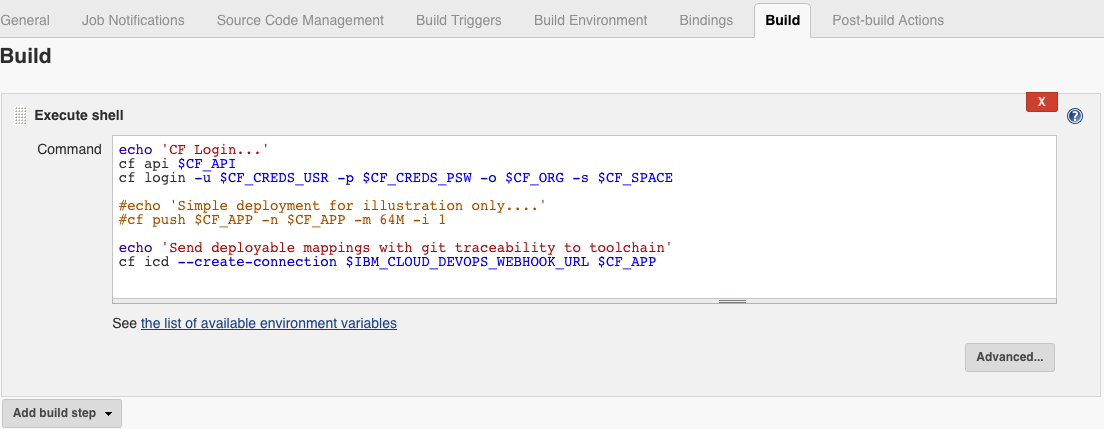 General Job Notifications Source Code Management Build Triggers Build Environment Bindings Build Post-build Actions
Build
X
Execute shell
?
Command
echo 'CF Login...'
cf api $CF_API
cf login -u $CF_CREDS_USR -p $CF_CREDS_PSW -o $CF_ORG -s $CF_SPACE
#echo 'Simple deployment for illustration only....'
#cf push $CF_APP -n $CF_APP -m 64M -i 1
echo 'Send deployable mappings with git traceability to toolchain'
cf icd --create-connection $IBM_CLOUD_DEVOPS_WEBHOOK_URL $CF_APP
See the list of available environment variables
Advanced...
Add build step